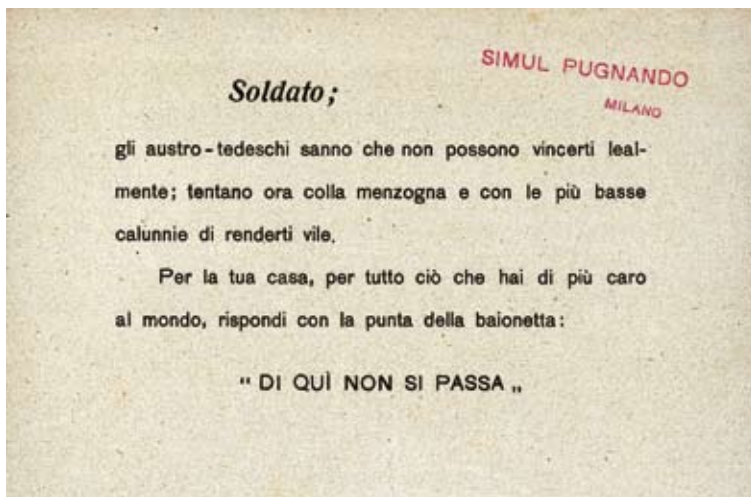 SIMUL PUGNANDO
MILANO
Soldato;
gli austro-tedeschi sanno che non possono vincerti leal-
mente; tentano ora colla menzogna e con le più basse
calunnie di renderti vile.
Per la tua casa, per tutto ciò che hai di più caro
al mondo, rispondi con la punta della baionetta:
“ DI QUÌ NON SI PASSA „